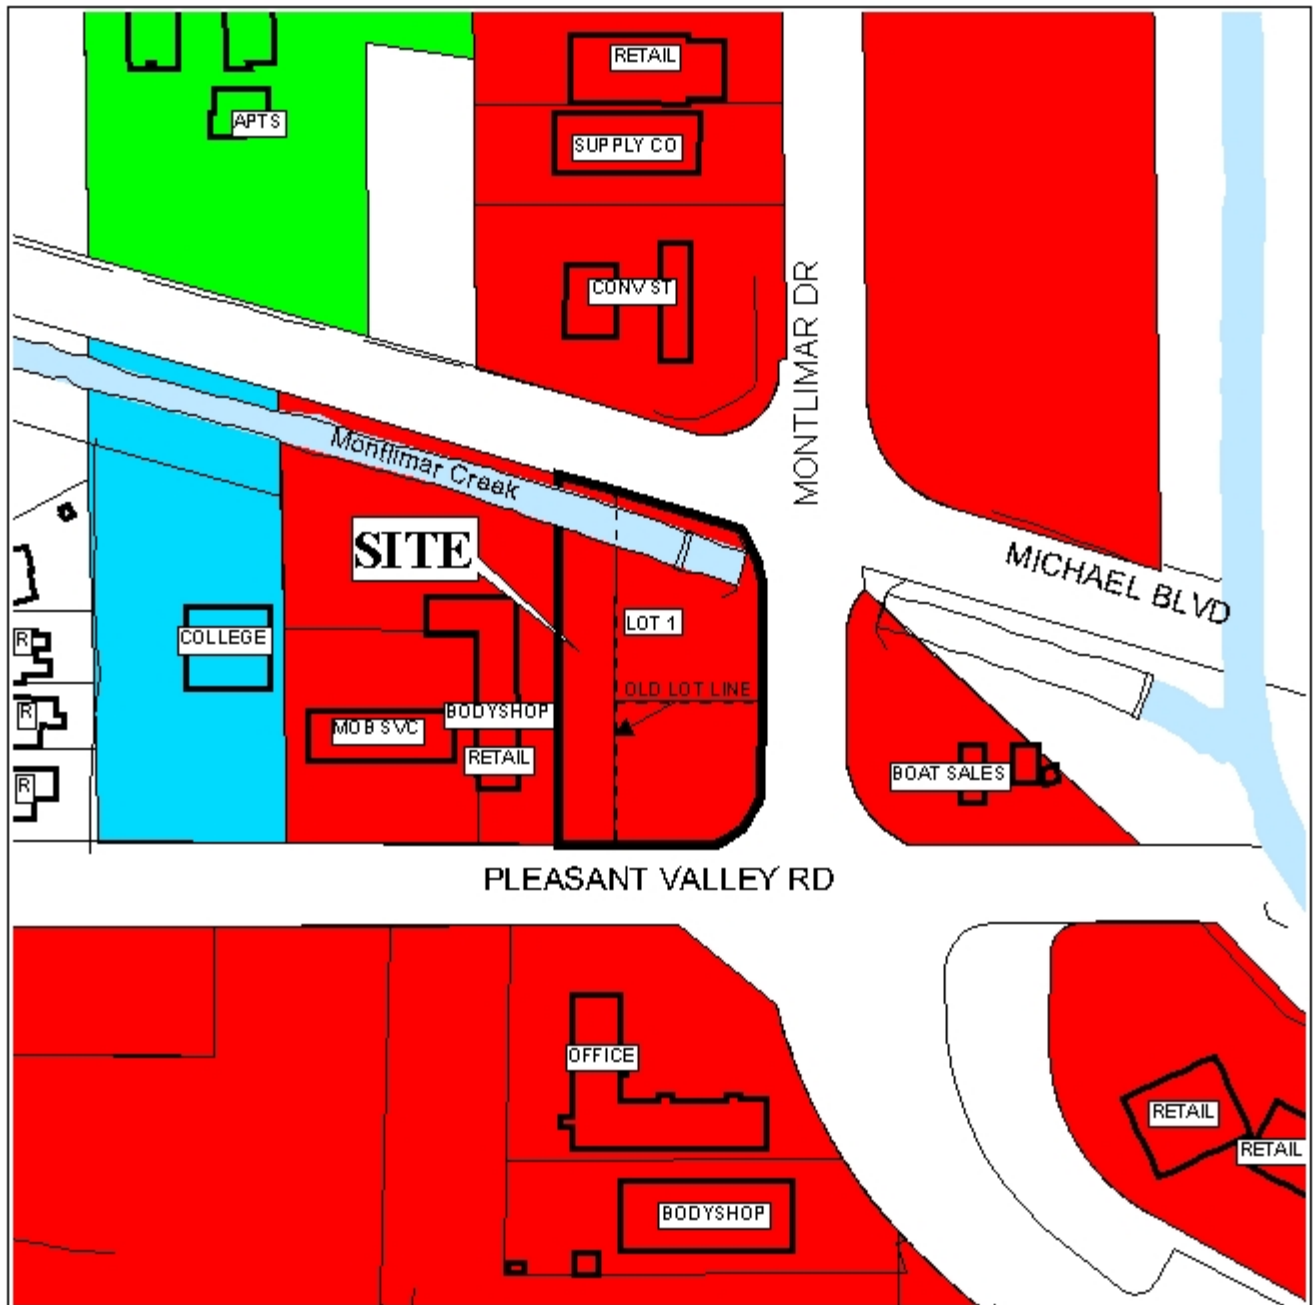 RETAIL
APTS
SUPPLY CO
CONV ST
MONTLIMAR DR
Montlimar Creek
SITE
MICHAEL BLVD
LOT 1
R
COLLEGE
OLD LOT LINE
R
BODYSHOP
MOB SVC
RETAIL
BOAT SALES
R
PLEASANT VALLEY RD
OFFICE
RETAIL
RETAIL
BODYSHOP